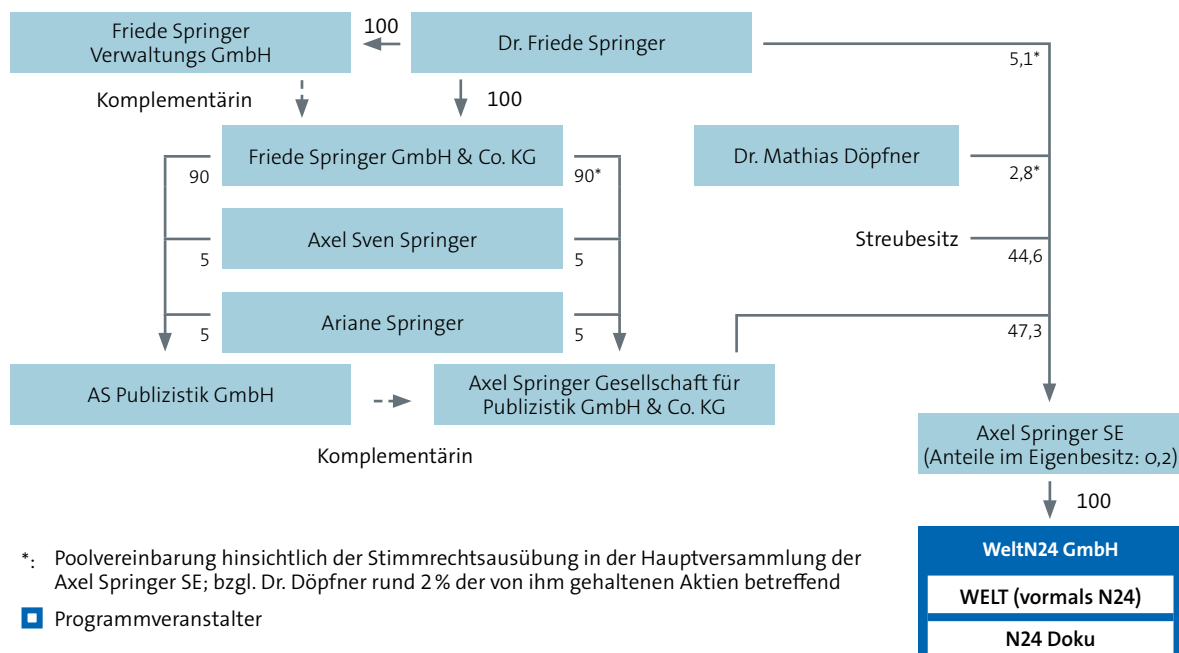 Friede Springer
Verwaltungs GmbH
100
Dr. Friede Springer
5,1*
Komplementärin
100
Friede Springer GmbH & Co. KG
90
90*
Dr. Mathias Döpfner
2,8*
Axel Sven Springer
5
5
Streubesitz
44,6
Ariane Springer
5
5
47,3
AS Publizistik GmbH
Axel Springer Gesellschaft für
Publizistik GmbH & Co. KG
Komplementärin
Axel Springer SE
(Anteile im Eigenbesitz: 0,2)
100
*: Poolvereinbarung hinsichtlich der Stimmrechtsausübung in der Hauptversammlung der
Axel Springer SE; bzgl. Dr. Döpfner rund 2 % der von ihm gehaltenen Aktien betreffend
Programmveranstalter
WeltN24 GmbH
WELT (vormals N24)
N24 Doku